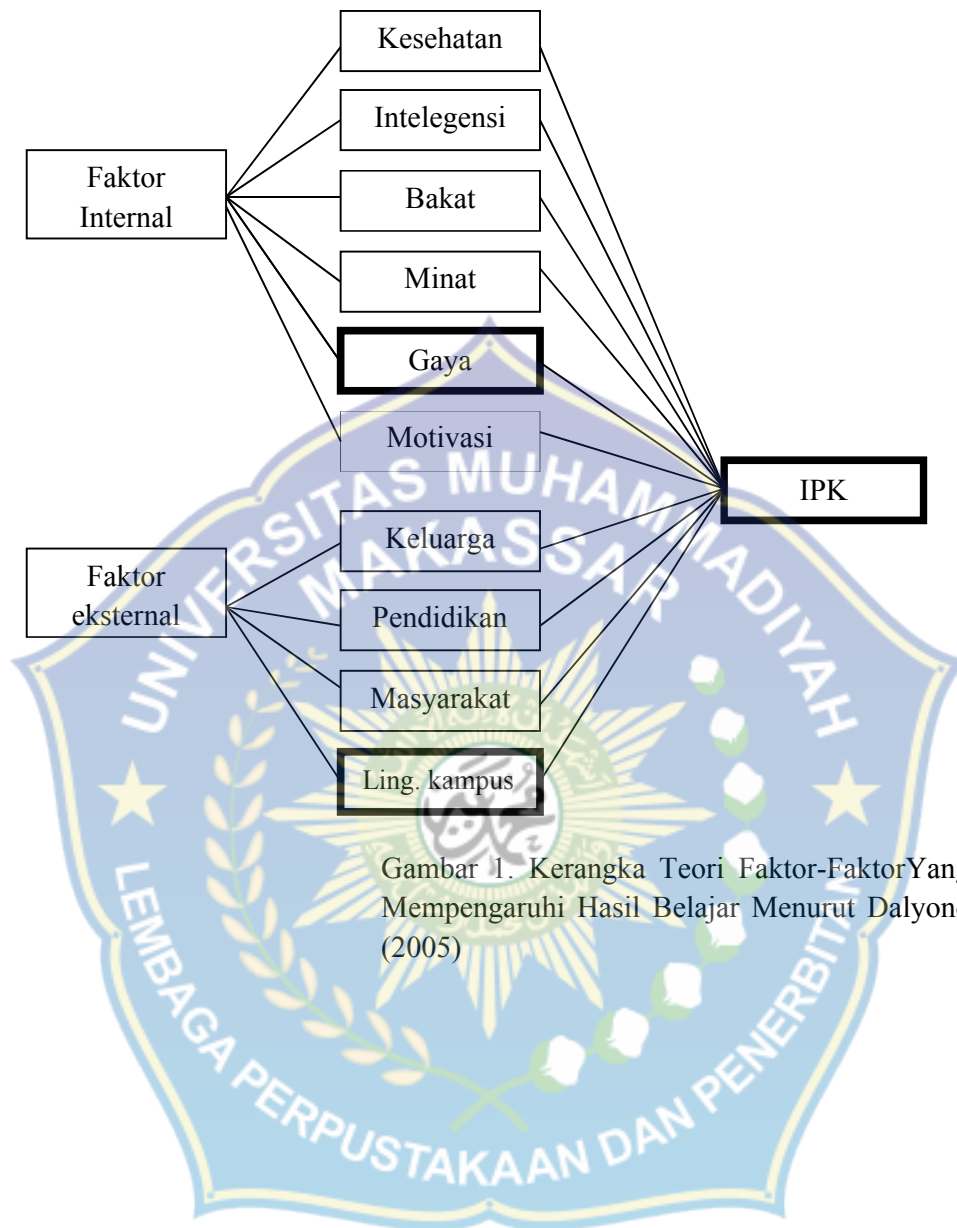 Kesehatan
Intelegensi
Faktor
Internal
Bakat
Minat
Gaya
Motivasi
IPK
Keluarga
Faktor
eksternal
Pendidikan
Masyarakat
Ling. kampus
Gambar 1. Kerangka Teori Faktor-FaktorYang
Mempengaruhi Hasil Belajar Menurut Dalyono
(2005)
UNIVERSITAS MUHAMMADIYAH
MAKASSAR
LEMBAGA PERPUSTAKAAN DAN PENERBITAN